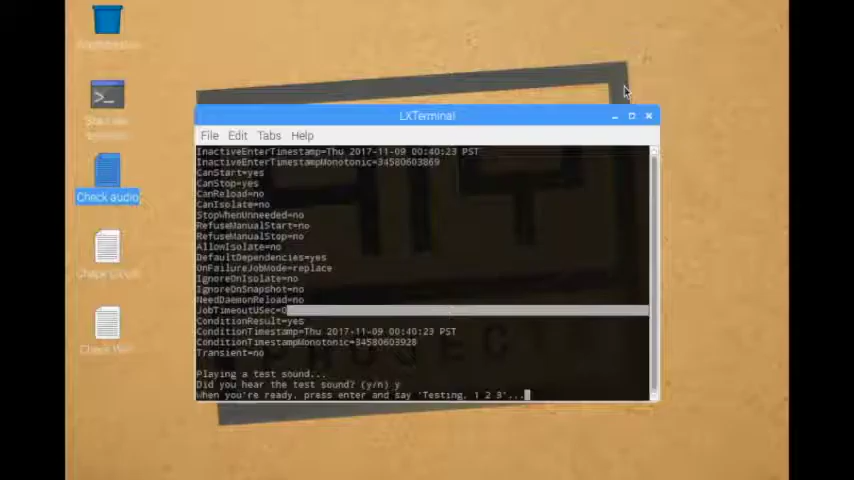 LXTerminal
File Edit Tabs Help
InactiveEnterTimestamp=Thu 2017-11-09 00:40:23 PST
InactiveEnterTimestampMonotonic=34580603869
CanStart=yes
CanStop=yes
CanReload=no
CanIsolate=no
StopWhenUnneeded=no
RefuseManualStart=no
RefuseManualStop=no
AllowIsolate=no
DefaultDependencies=yes
OnFailureJobMode=replace
IgnoreOnIsolate=no
IgnoreOnSnapshot=no
NeedDaemonReload=no
JobTimeoutUSec=0
ConditionResult=yes
ConditionTimestamp=Thu 2017-11-09 00:40:23 PST
ConditionTimestampMonotonic=34580603928
Transient=no
Playing a test sound...
Did you hear the test sound? (y/n) y
When you're ready, press enter and say 'Testing, 1 2 3'...
Check audio